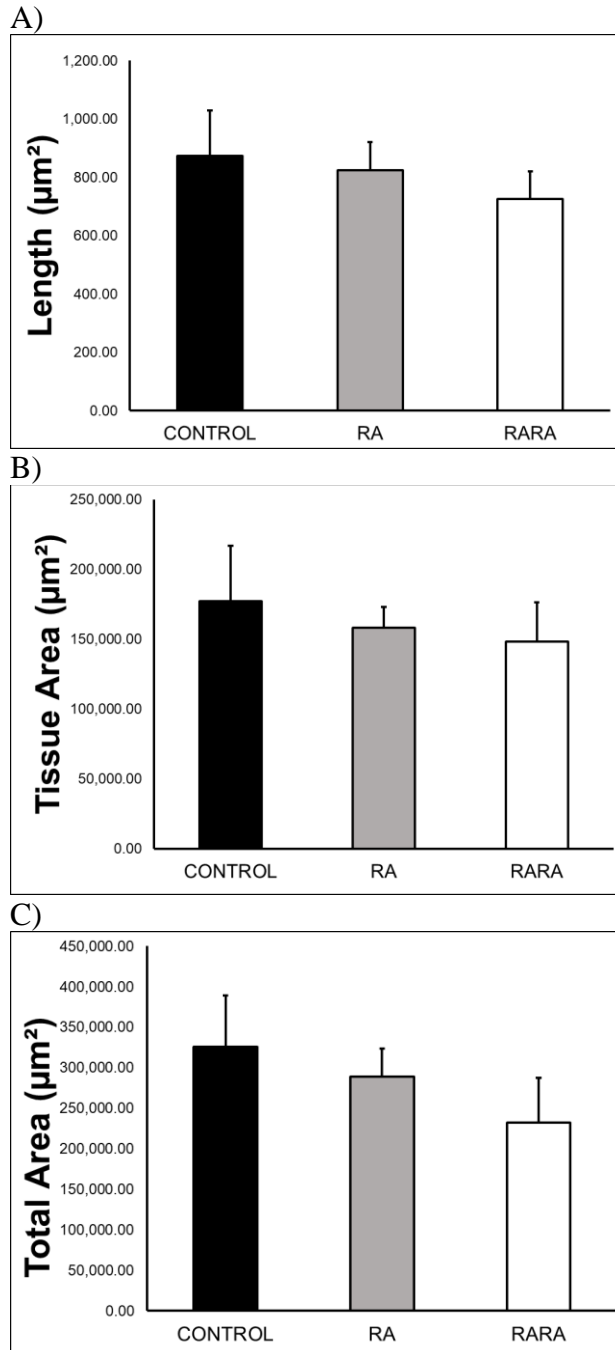 A)
Length (µm²)
1,200.00
1,000.00
800.00
600.00
400.00
200.00
0.00
CONTROL RA RARA
B)
Tissue Area (µm²)
250,000.00
200,000.00
150,000.00
100,000.00
50,000.00
0.00
CONTROL RA RARA
C)
Total Area (µm²)
450,000.00
400,000.00
350,000.00
300,000.00
250,000.00
200,000.00
150,000.00
100,000.00
50,000.00
0.00
CONTROL RA RARA